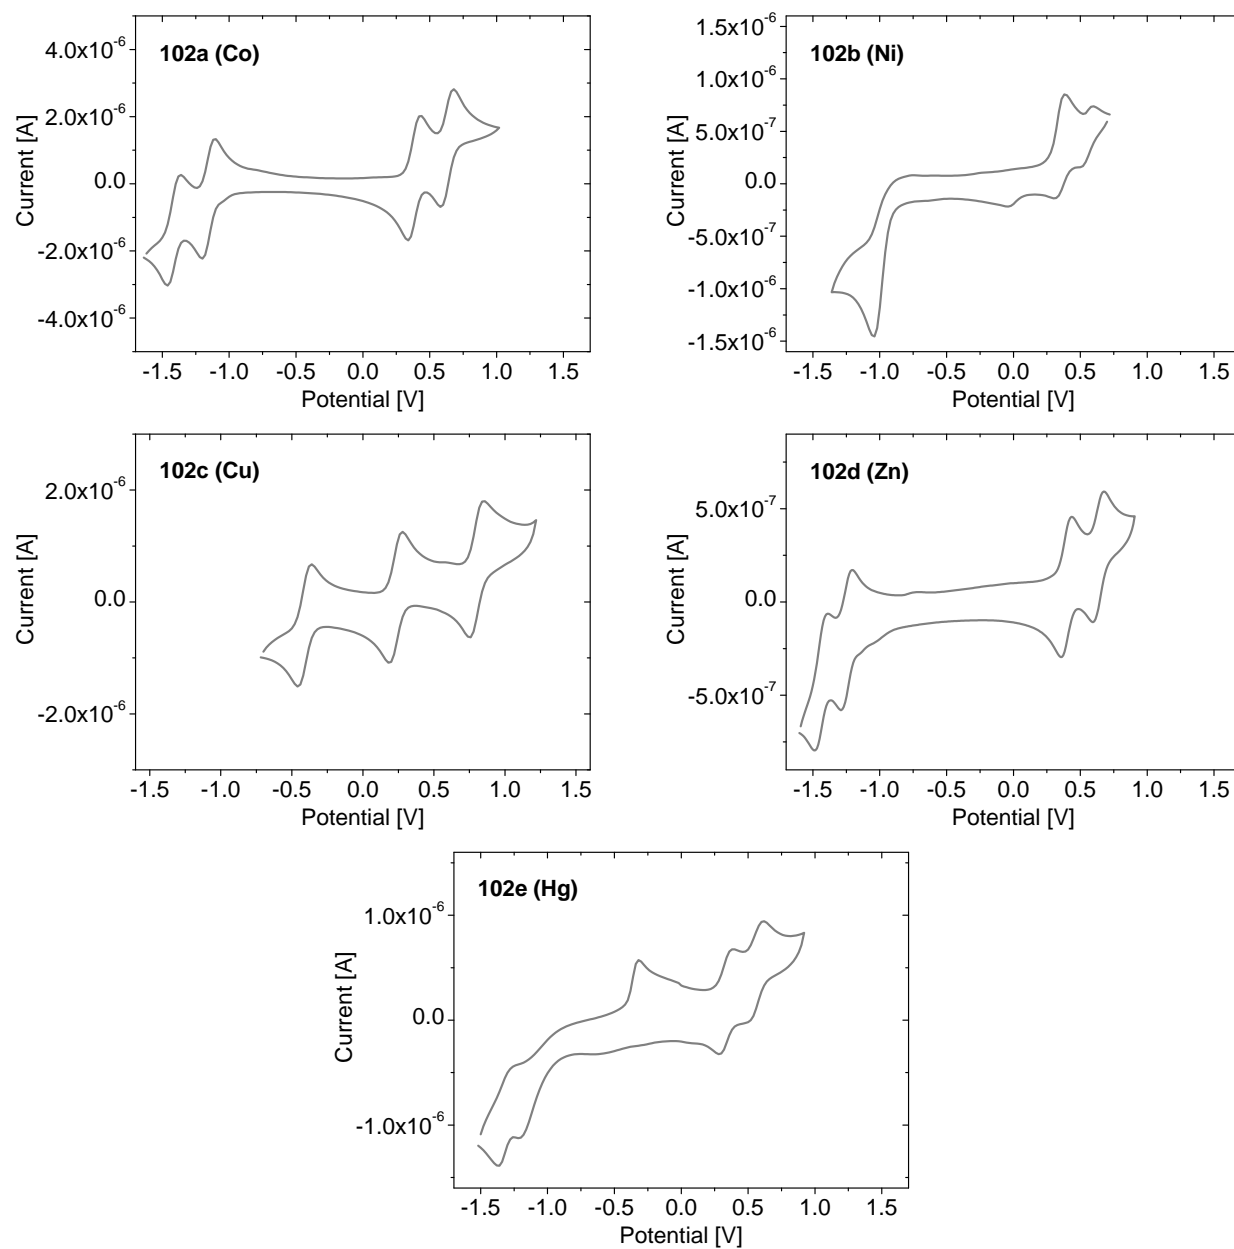 102a (Co)
4.0x10⁻⁶
2.0x10⁻⁶
0.0
-2.0x10⁻⁶
-4.0x10⁻⁶
Current [A]
-1.5 -1.0 -0.5 0.0 0.5 1.0 1.5
Potential [V]
102b (Ni)
1.5x10⁻⁶
1.0x10⁻⁶
5.0x10⁻⁷
0.0
-5.0x10⁻⁷
-1.0x10⁻⁶
-1.5x10⁻⁶
Current [A]
-1.5 -1.0 -0.5 0.0 0.5 1.0 1.5
Potential [V]
102c (Cu)
2.0x10⁻⁶
0.0
-2.0x10⁻⁶
Current [A]
-1.5 -1.0 -0.5 0.0 0.5 1.0 1.5
Potential [V]
102d (Zn)
5.0x10⁻⁷
0.0
-5.0x10⁻⁷
Current [A]
-1.5 -1.0 -0.5 0.0 0.5 1.0 1.5
Potential [V]
102e (Hg)
1.0x10⁻⁶
0.0
-1.0x10⁻⁶
Current [A]
-1.5 -1.0 -0.5 0.0 0.5 1.0 1.5
Potential [V]